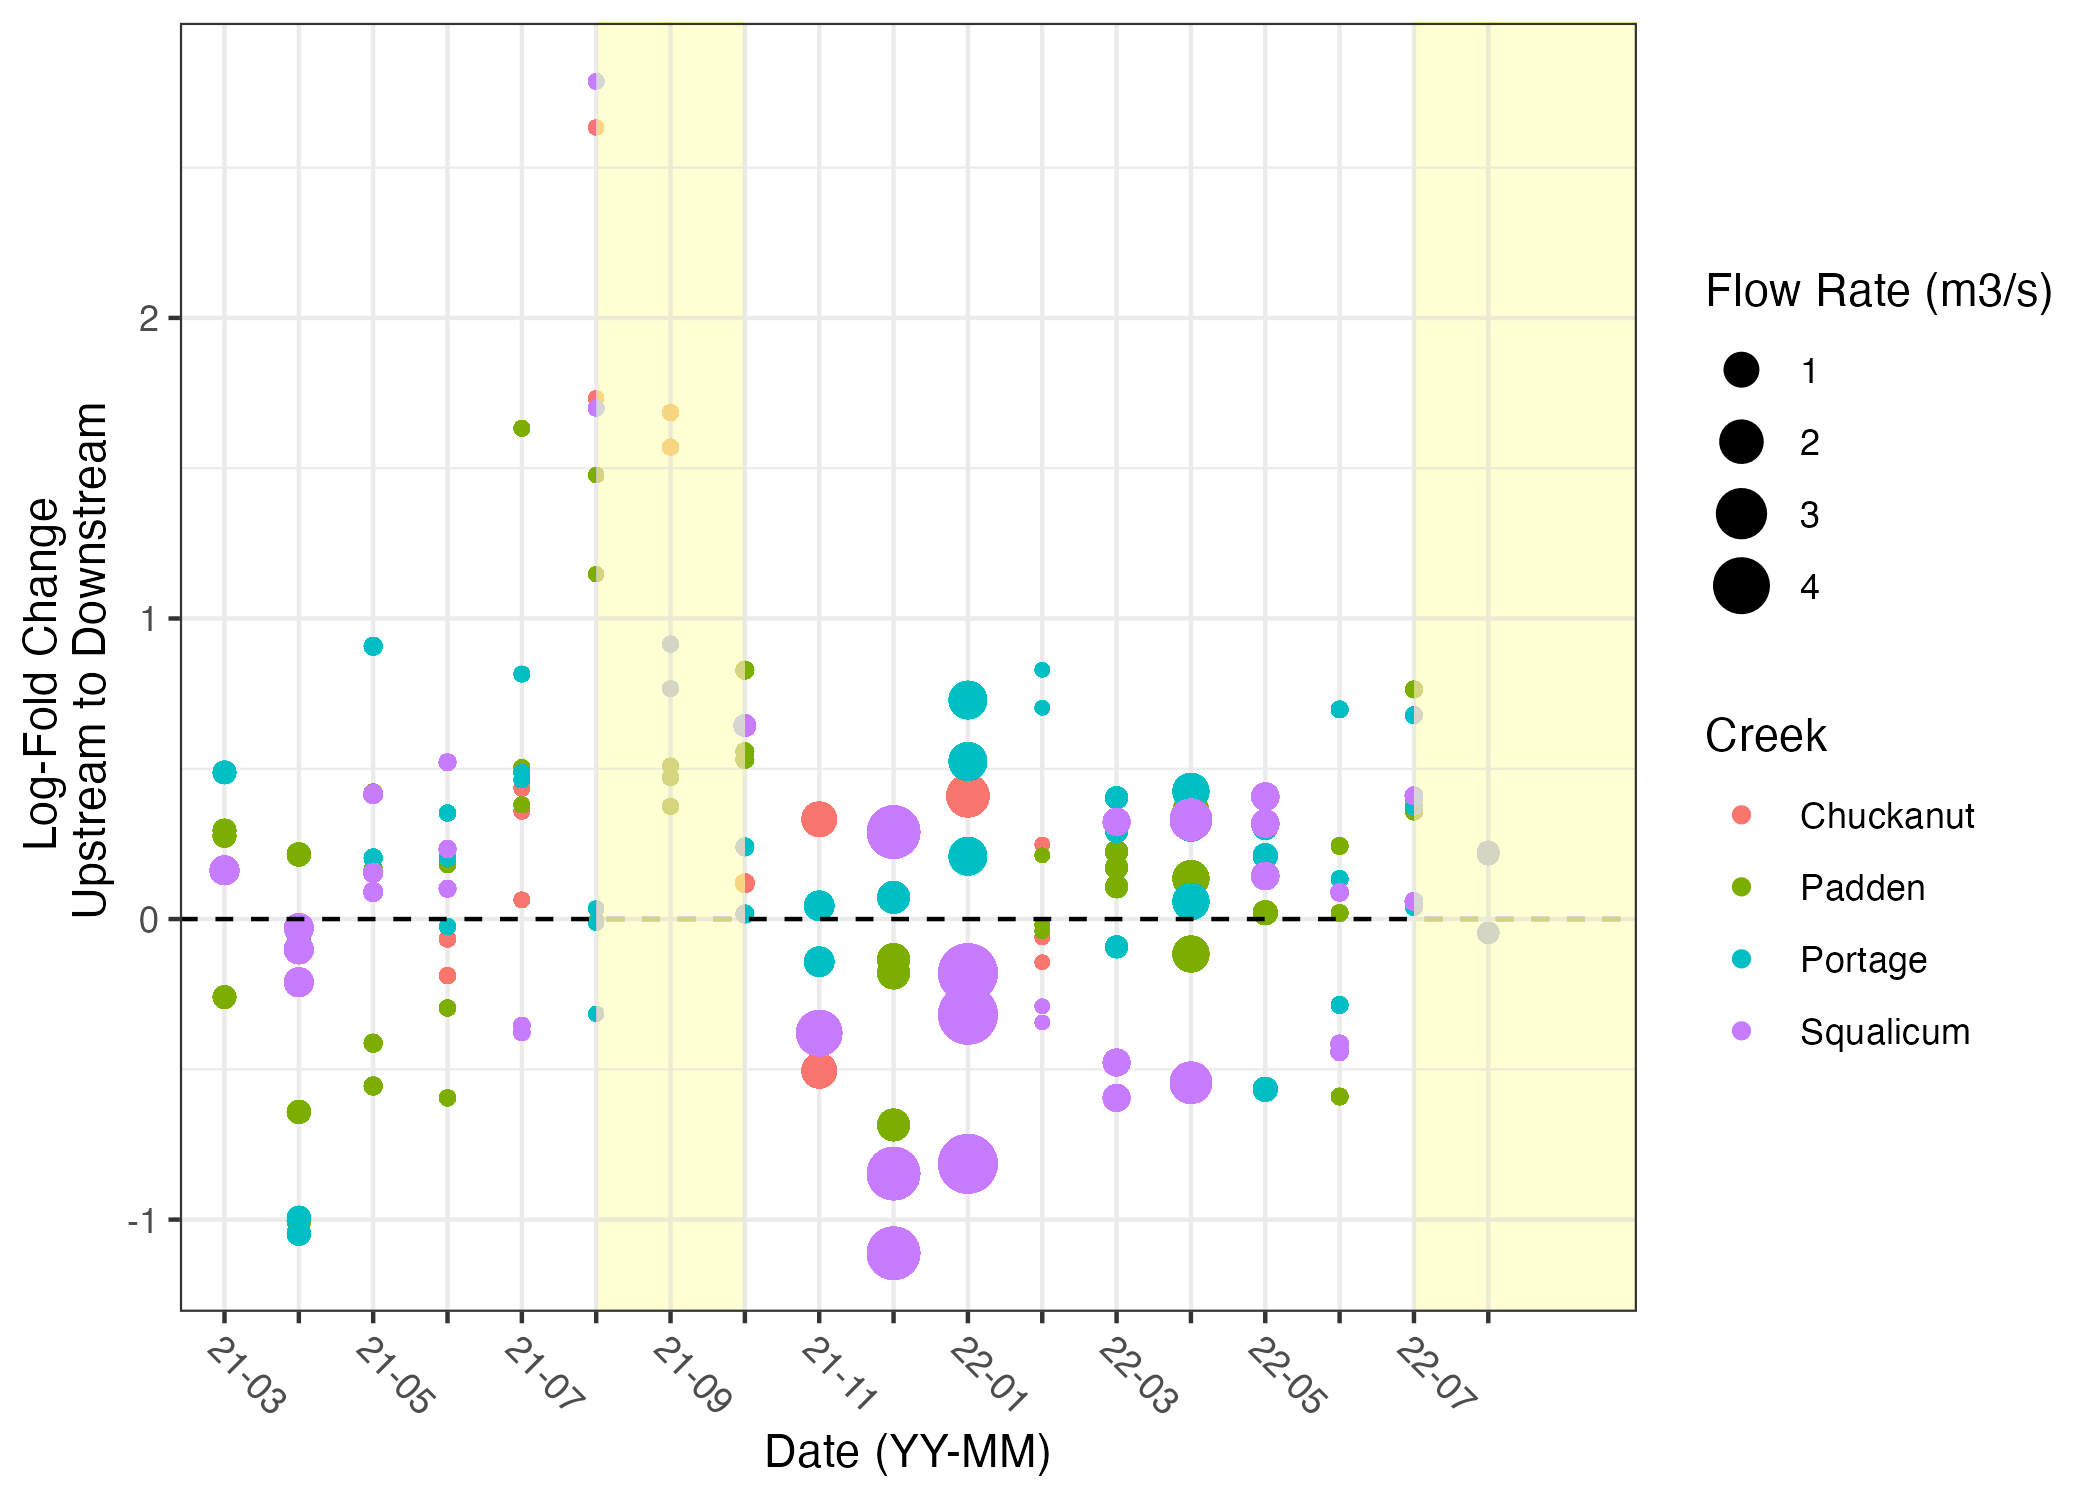 Log-Fold Change
Upstream to Downstream
2
1
0
-1
21-03
21-05
21-07
21-09
21-11
22-01
22-03
22-05
22-07
Date (YY-MM)
Flow Rate (m3/s)
1
2
3
4
Creek
Chuckanut
Padden
Portage
Squalicum